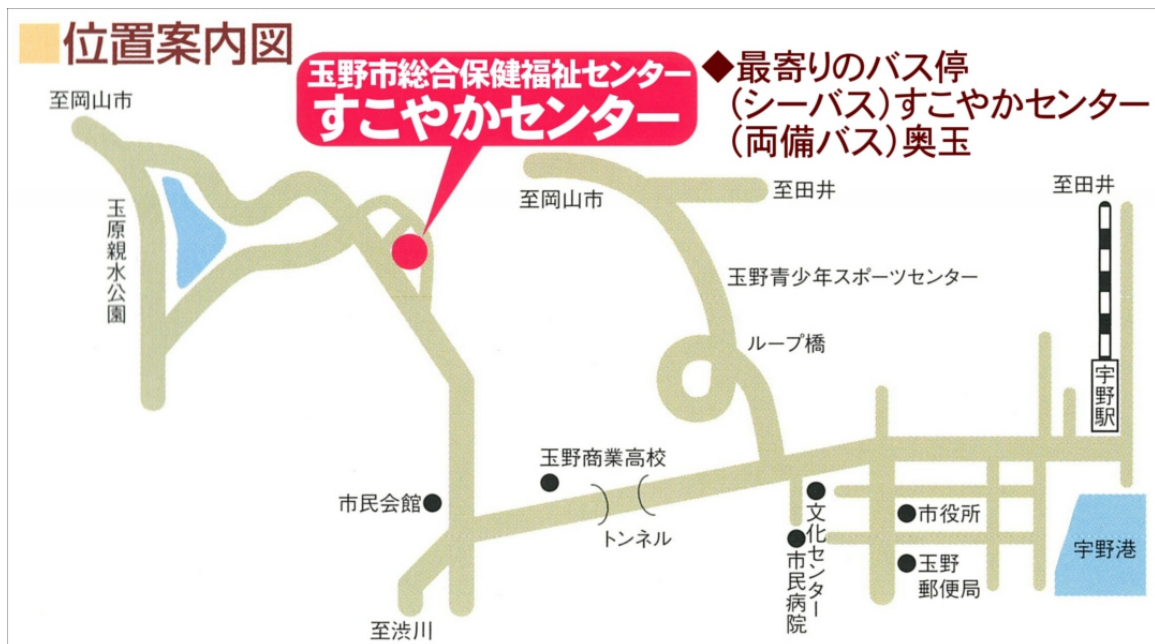 ■位置案内図
玉野市総合保健福祉センター
すこやかセンター
◆最寄りのバス停
(シーバス)すこやかセンター
(両備バス)奥玉
至岡山市
至岡山市
至田井
至田井
玉原親水公園
玉野青少年スポーツセンター
ループ橋
宇野駅
玉野商業高校
市民会館
トンネル
文化センター
市民病院
市役所
玉野
郵便局
宇野港
至渋川